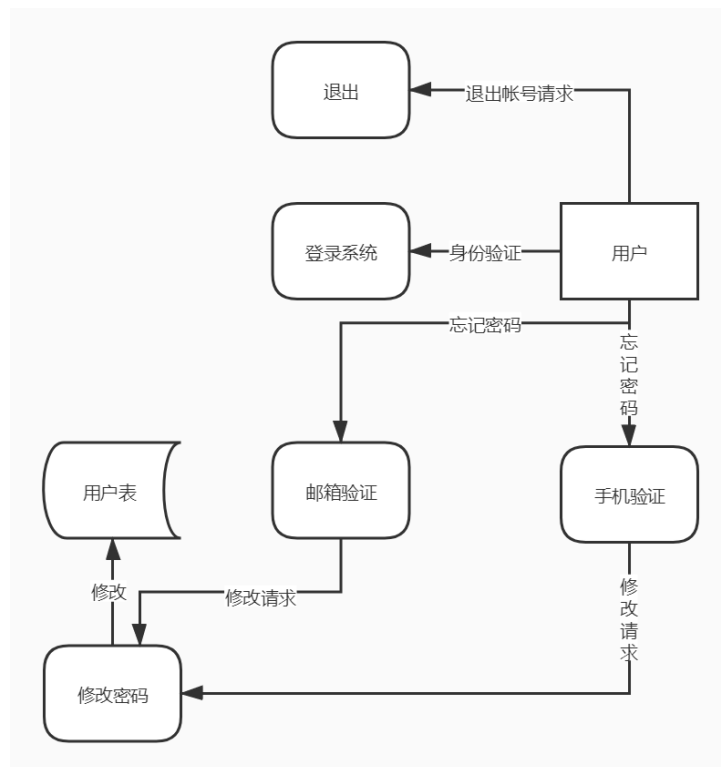 退出
退出帐号请求
登录系统
身份验证
用户
忘记密码
忘
记
密
码
用户表
邮箱验证
手机验证
修改
修改请求
修
改
请
求
修改密码